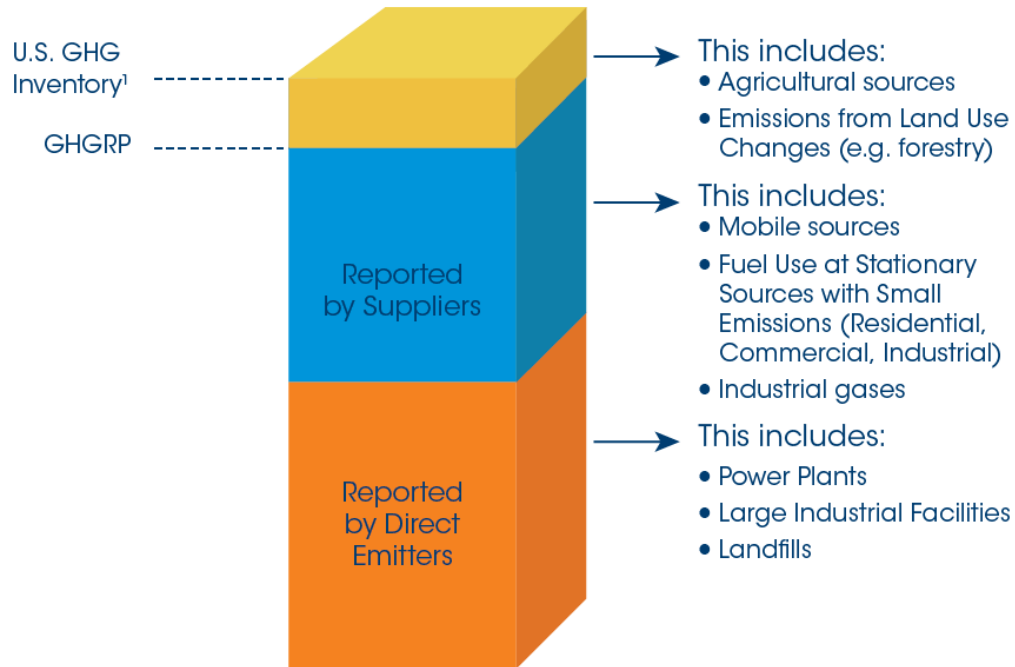 U.S. GHG
Inventory¹
GHGRP
Reported
by Suppliers
Reported
by Direct
Emitters
This includes:
• Agricultural sources
• Emissions from Land Use
Changes (e.g. forestry)
This includes:
• Mobile sources
• Fuel Use at Stationary
Sources with Small
Emissions (Residential,
Commercial, Industrial)
• Industrial gases
This includes:
• Power Plants
• Large Industrial Facilities
• Landfills